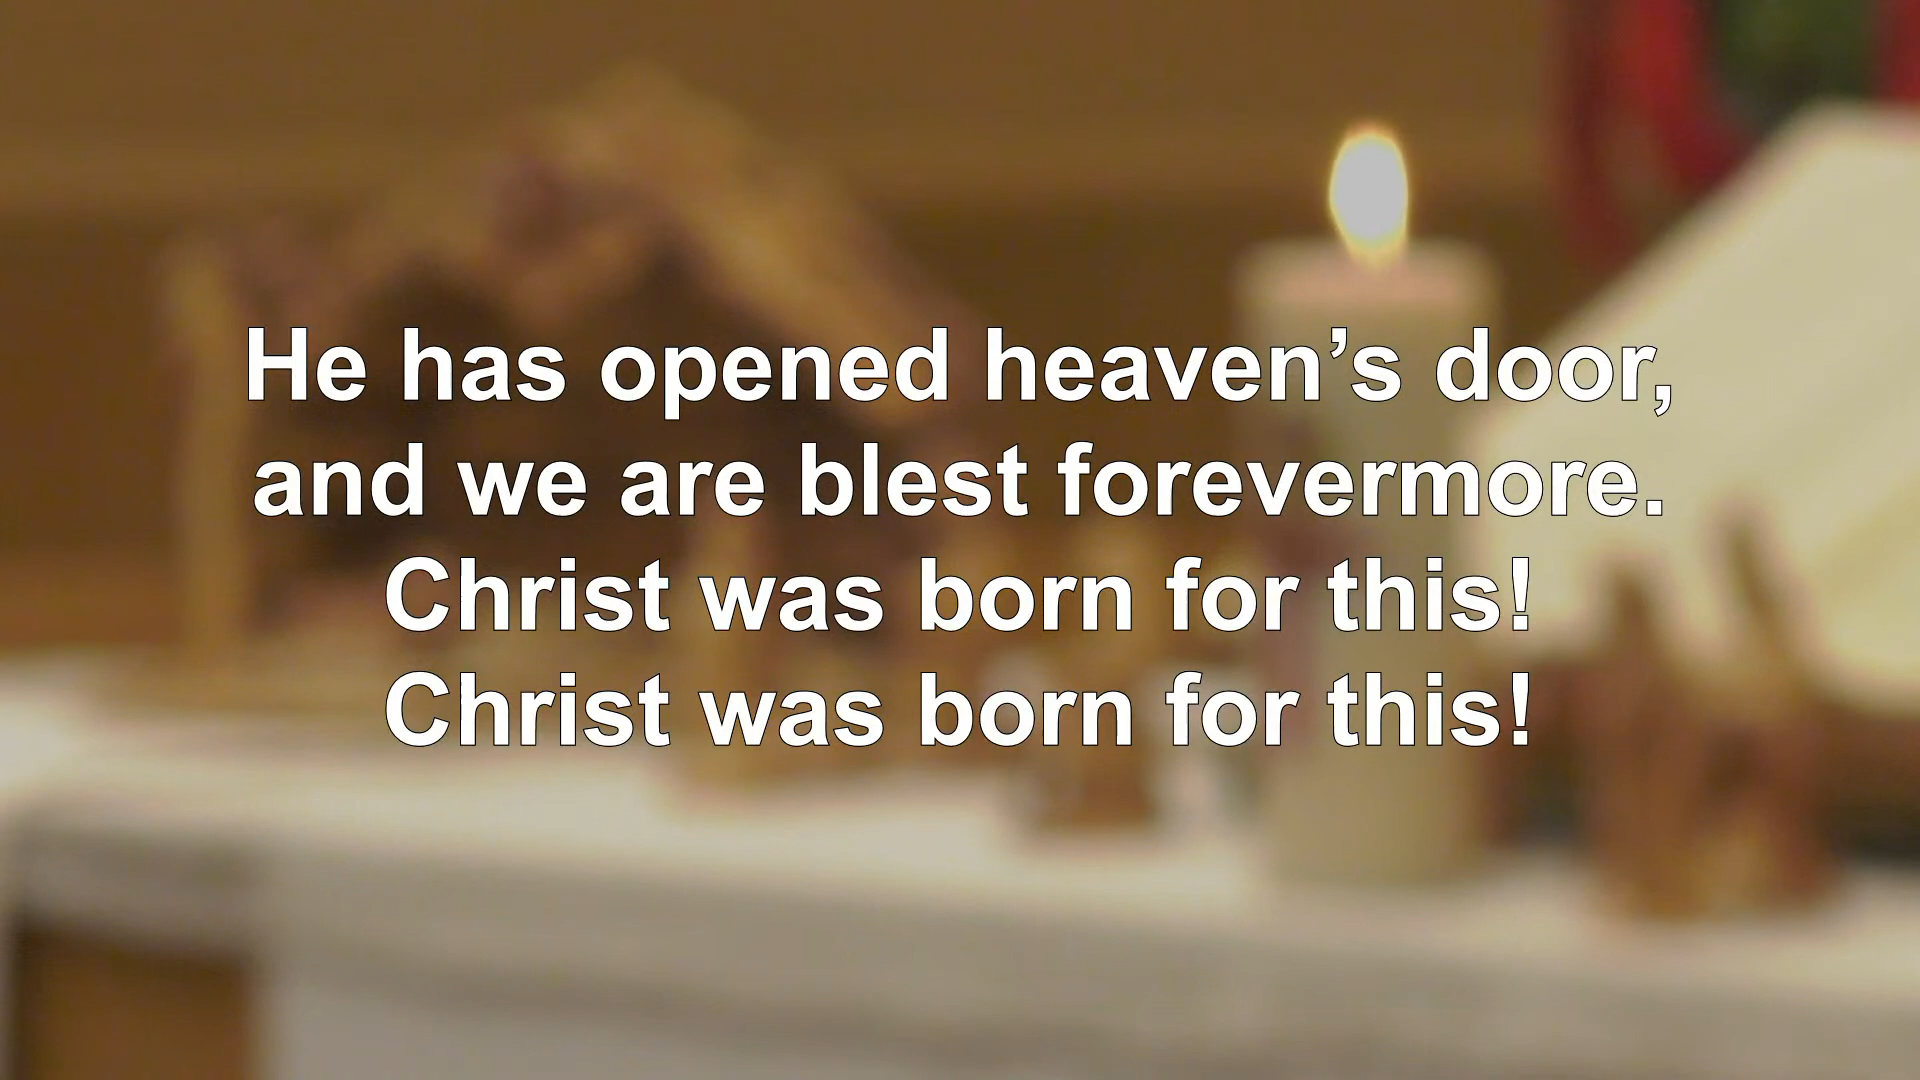 He has opened heaven’s door,
and we are blest forevermore.
Christ was born for this!
Christ was born for this!